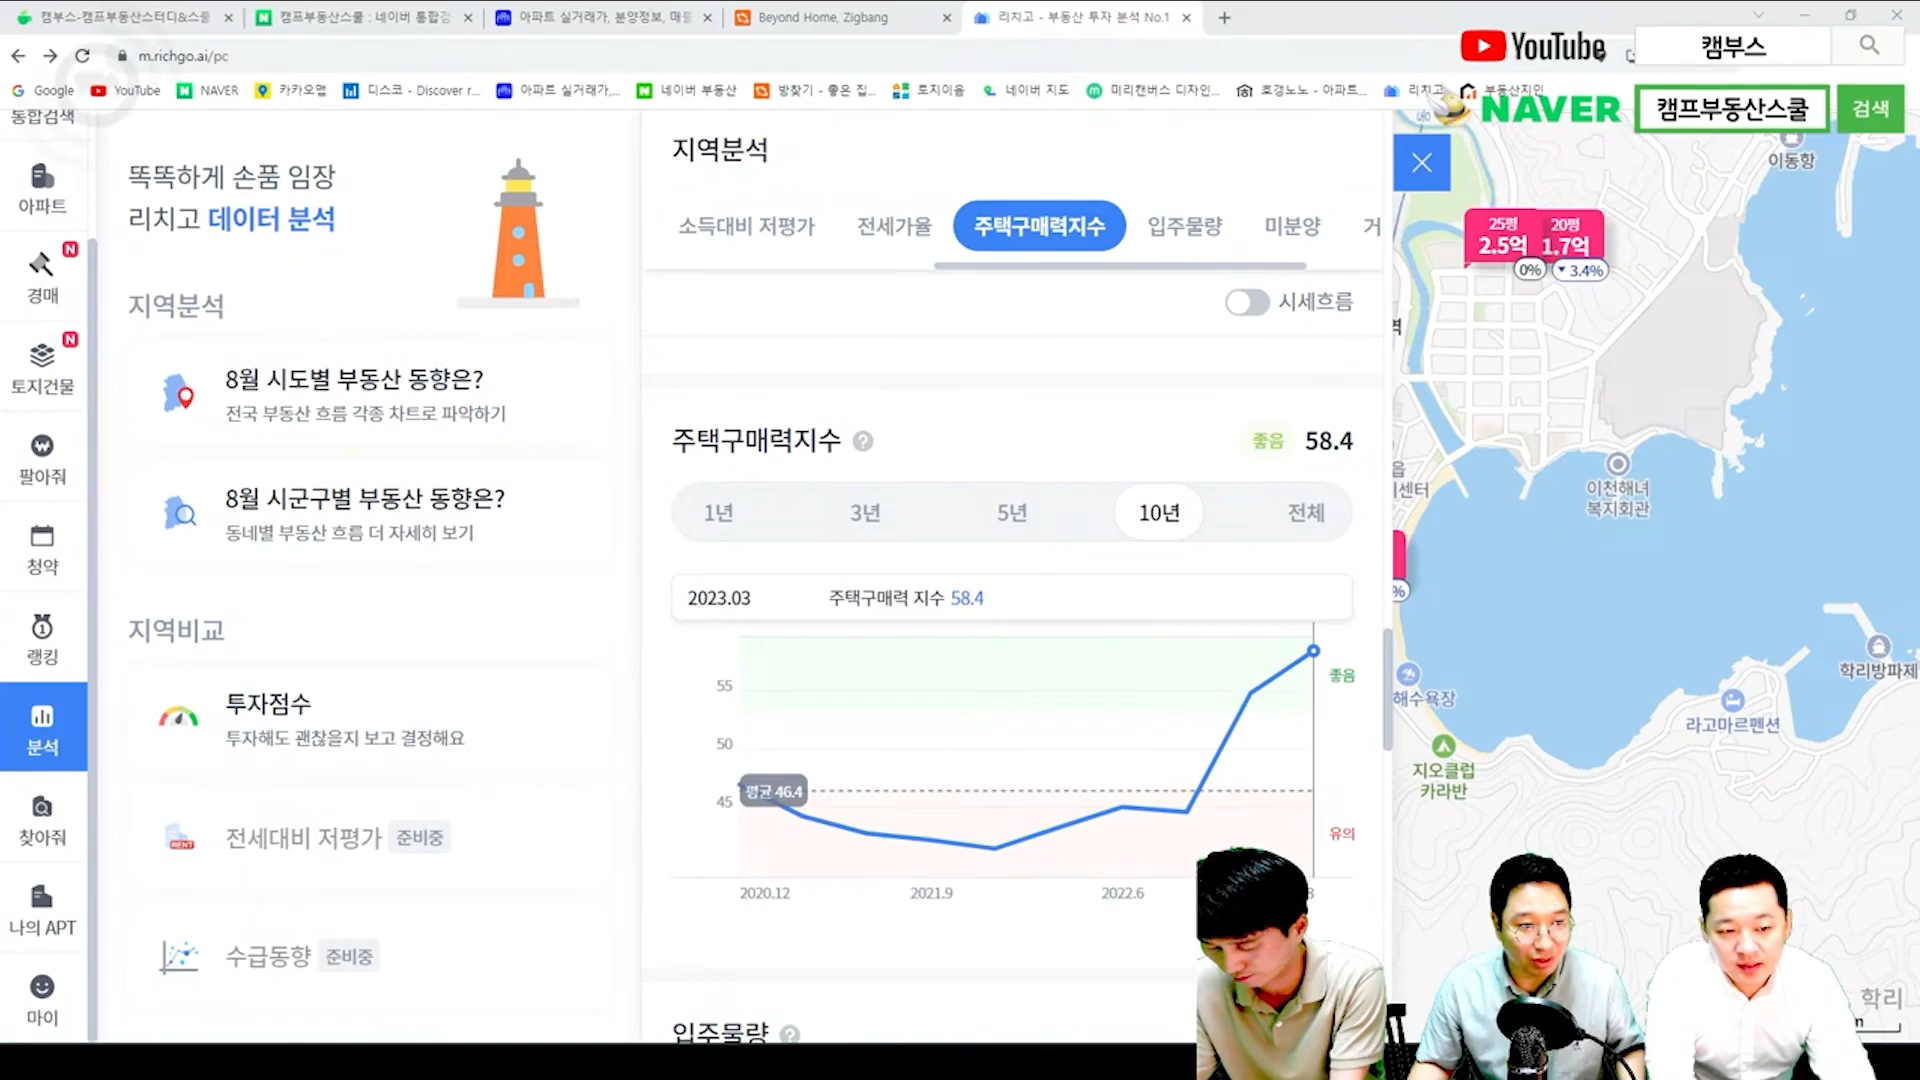 캠부스-캠프부동산스터디&스쿨
캠프부동산스쿨 : 네이버 통합검
아파트 실거래가, 분양정보, 매물
Beyond Home, Zigbang
리치고 - 부동산 투자 분석 No.1
m.richgo.ai/pc
YouTube
캠부스
Google
YouTube
NAVER
카카오맵
디스코 - Discover r...
아파트 실거래가,...
네이버 부동산
방찾기 - 좋은 집...
토지이음
네이버 지도
미리캔버스 디자인...
호갱노노 - 아파트...
리치고
부동산지인
NAVER
캠프부동산스쿨
검색
통합검색
아파트
경매
N
토지건물
N
팔아줘
청약
랭킹
분석
찾아줘
나의 APT
마이
똑똑하게 손품 임장
리치고 데이터 분석
지역분석
8월 시도별 부동산 동향은?
전국 부동산 흐름 각종 차트로 파악하기
8월 시군구별 부동산 동향은?
동네별 부동산 흐름 더 자세히 보기
지역비교
투자점수
투자해도 괜찮을지 보고 결정해요
RENT
전세대비 저평가 준비중
수급동향 준비중
지역분석
소득대비 저평가 전세가율 주택구매력지수 입주물량 미분양 거
시세흐름
주택구매력지수 ?
좋음 58.4
1년 3년 5년 10년 전체
2023.03 주택구매력 지수 58.4
55
50
45
평균 46.4
좋음
유의
2020.12 2021.9 2022.6
입주물량 ?
이동항
25평
2.5억
20평
1.7억
0%
3.4%
이천해녀
복지회관
학리방파제
해수욕장
라고마르펜션
지오클럽
카라반
학리